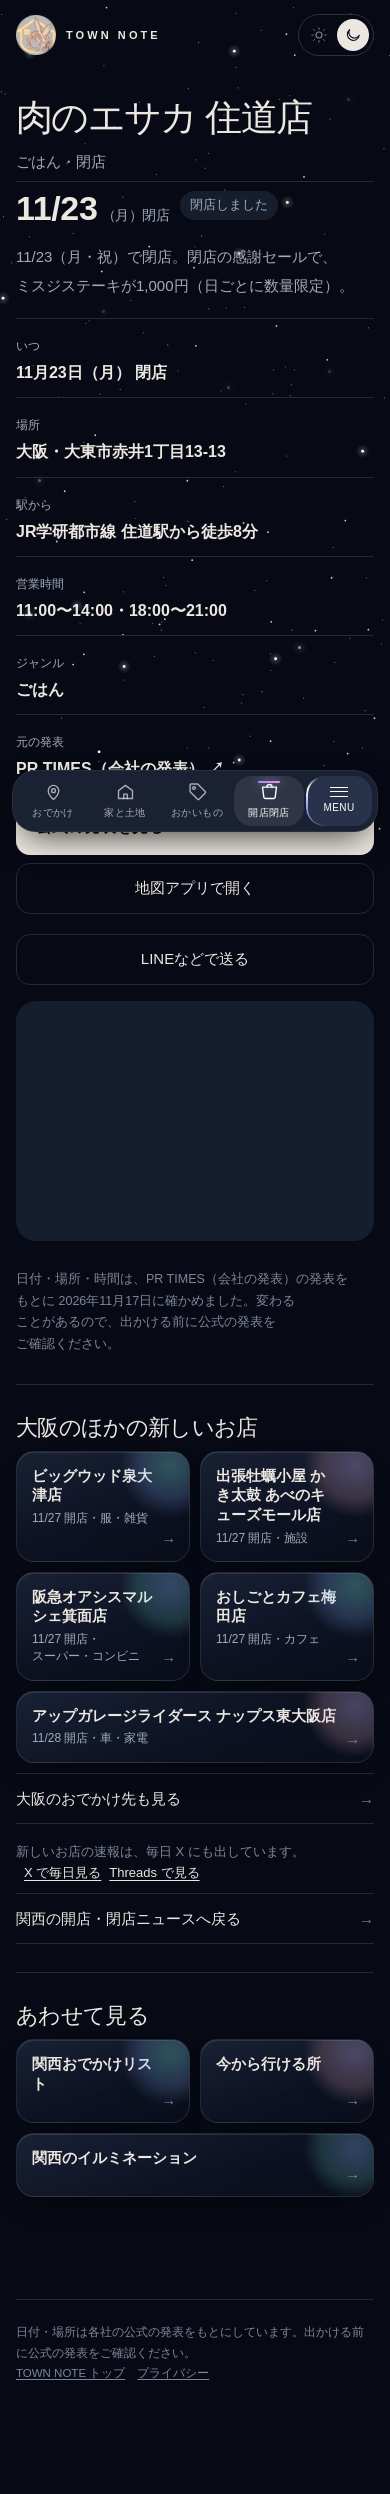 TOWN NOTE
肉のエサカ 住道店
ごはん・閉店
11/23 （月）閉店 閉店しました
11/23（月・祝）で閉店。閉店の感謝セールで、
ミスジステーキが1,000円（日ごとに数量限定）。
いつ
11月23日（月） 閉店
場所
大阪・大東市赤井1丁目13-13
駅から
JR学研都市線 住道駅から徒歩8分
営業時間
11:00〜14:00・18:00〜21:00
ジャンル
ごはん
元の発表
PR TIMES（会社の発表） ↗
おでかけ 家と土地 おかいもの 開店閉店 MENU
地図アプリで開く
LINEなどで送る
日付・場所・時間は、PR TIMES（会社の発表）の発表を
もとに 2026年11月17日に確かめました。変わる
ことがあるので、出かける前に公式の発表を
ご確認ください。
大阪のほかの新しいお店
ビッグウッド泉大
津店
11/27 開店・服・雑貨
→
出張牡蠣小屋 か
き太鼓 あべのキ
ューズモール店
11/27 開店・施設
→
阪急オアシスマル
シェ箕面店
11/27 開店・
スーパー・コンビニ
→
おしごとカフェ梅
田店
11/27 開店・カフェ
→
アップガレージライダース ナップス東大阪店
11/28 開店・車・家電
→
大阪のおでかけ先も見る →
新しいお店の速報は、毎日 X にも出しています。
X で毎日見る Threads で見る
関西の開店・閉店ニュースへ戻る →
あわせて見る
関西おでかけリス
ト
→
今から行ける所
→
関西のイルミネーション
→
日付・場所は各社の公式の発表をもとにしています。出かける前
に公式の発表をご確認ください。
TOWN NOTE トップ プライバシー